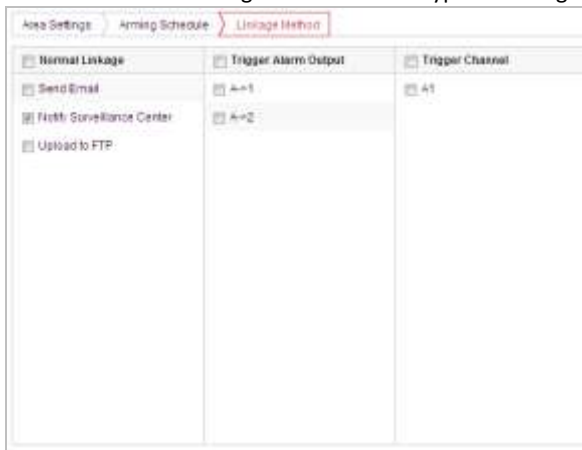 Area Settings Arming Schedule Linkage Method
Normal Linkage Trigger Alarm Output Trigger Channel
Send Email A->1 A1
Notify Surveillance Center A->2
Upload to FTP